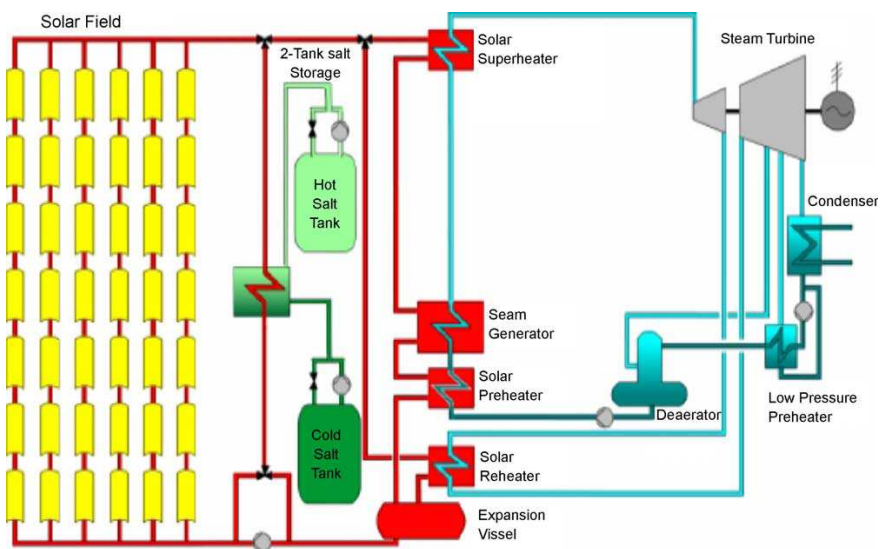 Solar Field
2-Tank salt
Storage
Solar
Superheater
Steam Turbine
Hot
Salt
Tank
Condenser
Seam
Generator
Solar
Preheater
Deaerator
Low Pressure
Preheater
Cold
Salt
Tank
Solar
Reheater
Expansion
Vissel